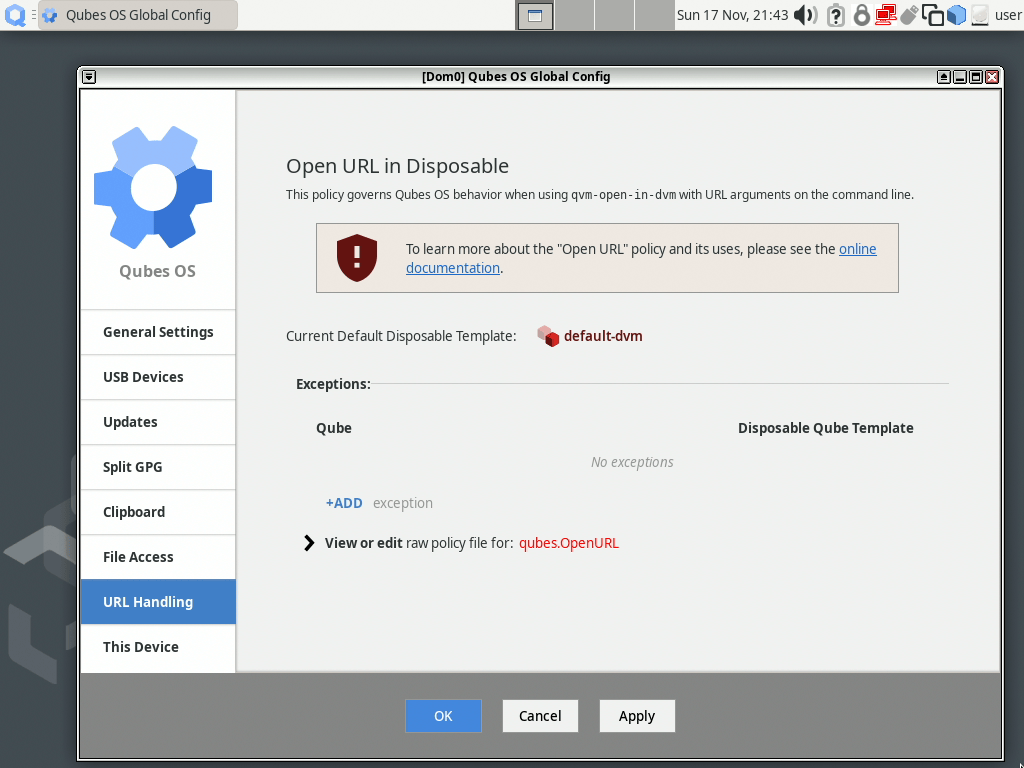 Qubes OS Global Config
Sun 17 Nov, 21:43
user
[Dom0] Qubes OS Global Config
Qubes OS
General Settings
USB Devices
Updates
Split GPG
Clipboard
File Access
URL Handling
This Device
Open URL in Disposable
This policy governs Qubes OS behavior when using qvm-open-in-dvm with URL arguments on the command line.
To learn more about the "Open URL" policy and its uses, please see the online
documentation.
Current Default Disposable Template: default-dvm
Exceptions:
Qube Disposable Qube Template
No exceptions
+ADD exception
View or edit raw policy file for: qubes.OpenURL
OK Cancel Apply